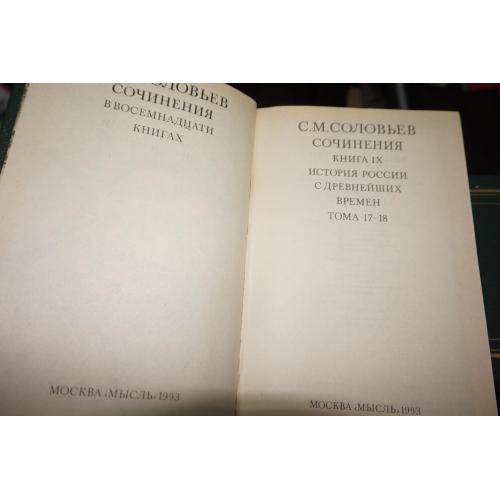 СОЛОВЬЕВ
СОЧИНЕНИЯ
В ВОСЕМНАДЦАТИ
КНИГАХ
МОСКВА «МЫСЛЬ» 1993
С.М.СОЛОВЬЕВ
СОЧИНЕНИЯ
КНИГА IX
ИСТОРИЯ РОССИИ
С ДРЕВНЕЙШИХ
ВРЕМЕН
ТОМА 17-18
МОСКВА «МЫСЛЬ» 1993